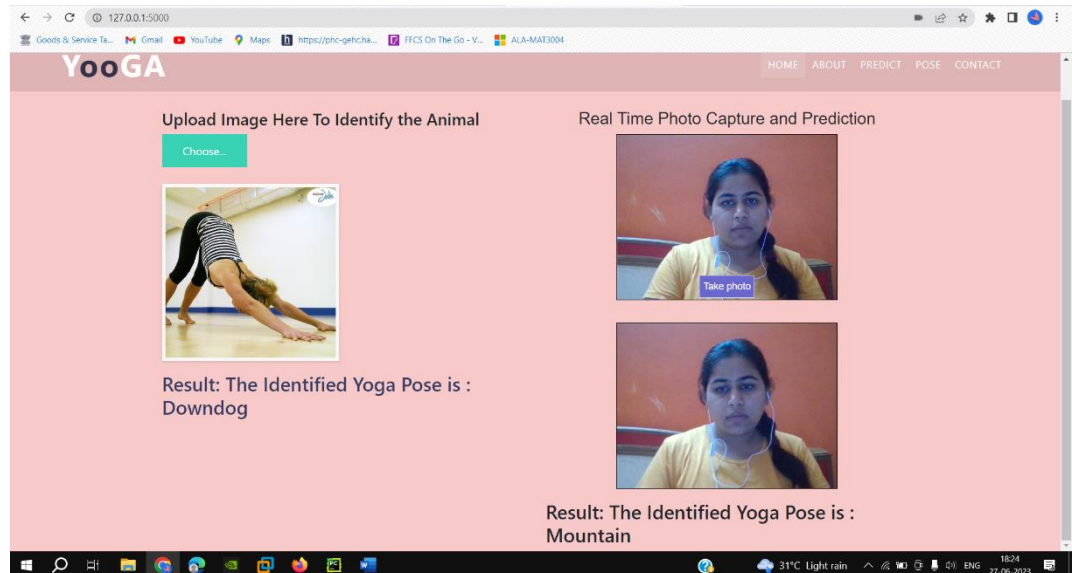 127.0.0.1:5000
Goods & Service Ta... Gmail YouTube Maps https://phc-gehc.ha... FFCS On The Go - V... ALA-MAT3004
YooGA
HOME ABOUT PREDICT POSE CONTACT
Upload Image Here To Identify the Animal
Choose...
Result: The Identified Yoga Pose is :
Downdog
Real Time Photo Capture and Prediction
Take photo
Result: The Identified Yoga Pose is :
Mountain
31°C Light rain ENG 18:24
27-06-2023